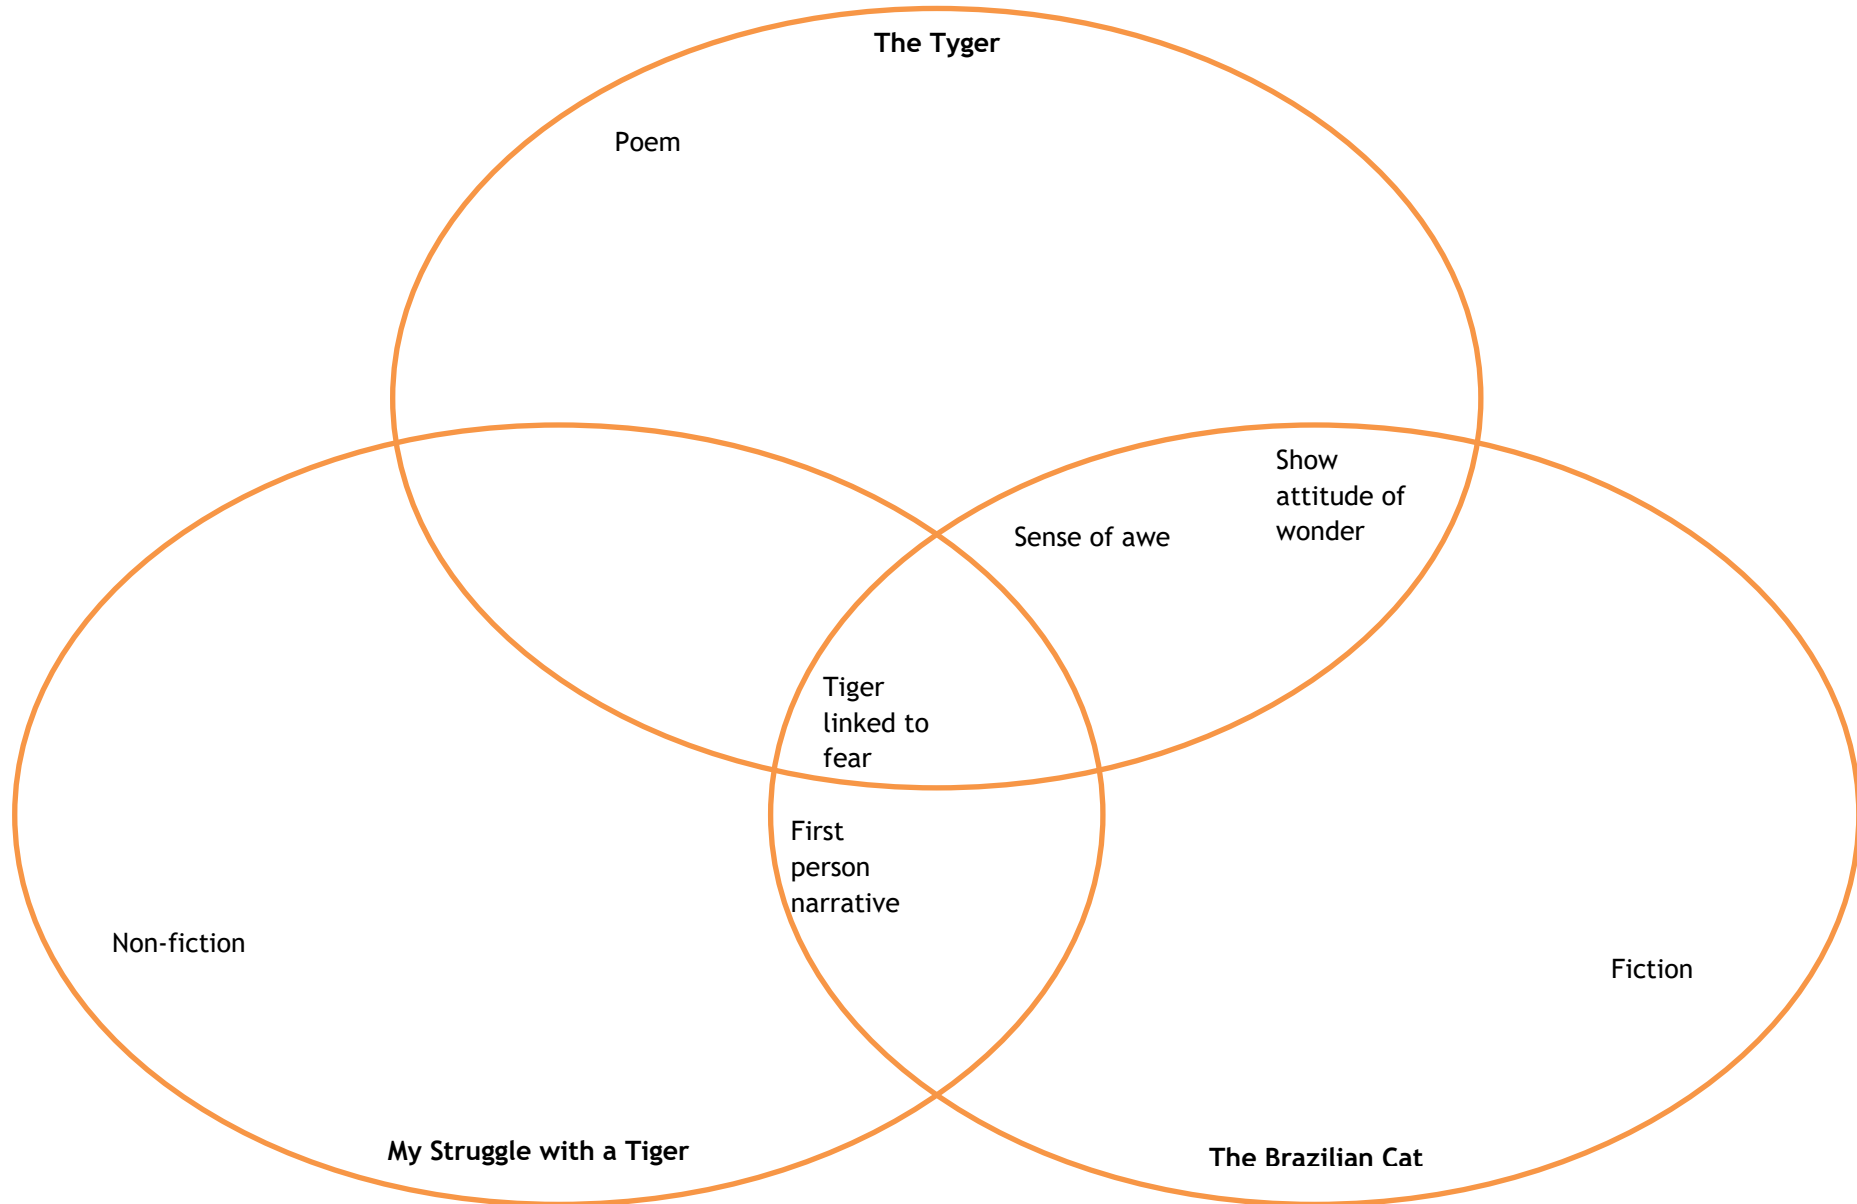 The Tyger
Poem
Show
attitude of
wonder
Sense of awe
Tiger
linked to
fear
First
person
narrative
Non-fiction
Fiction
My Struggle with a Tiger
The Brazilian Cat